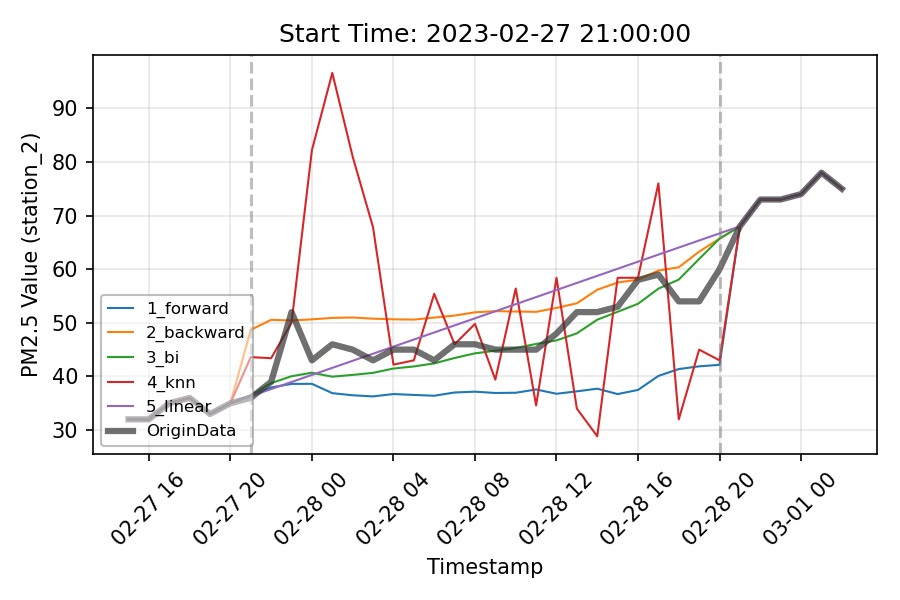 Start Time: 2023-02-27 21:00:00
PM2.5 Value (station_2)
90
80
70
60
50
40
30
1_forward
2_backward
3_bi
4_knn
5_linear
OriginData
02-27 16
02-27 20
02-28 00
02-28 04
02-28 08
02-28 12
02-28 16
02-28 20
03-01 00
Timestamp